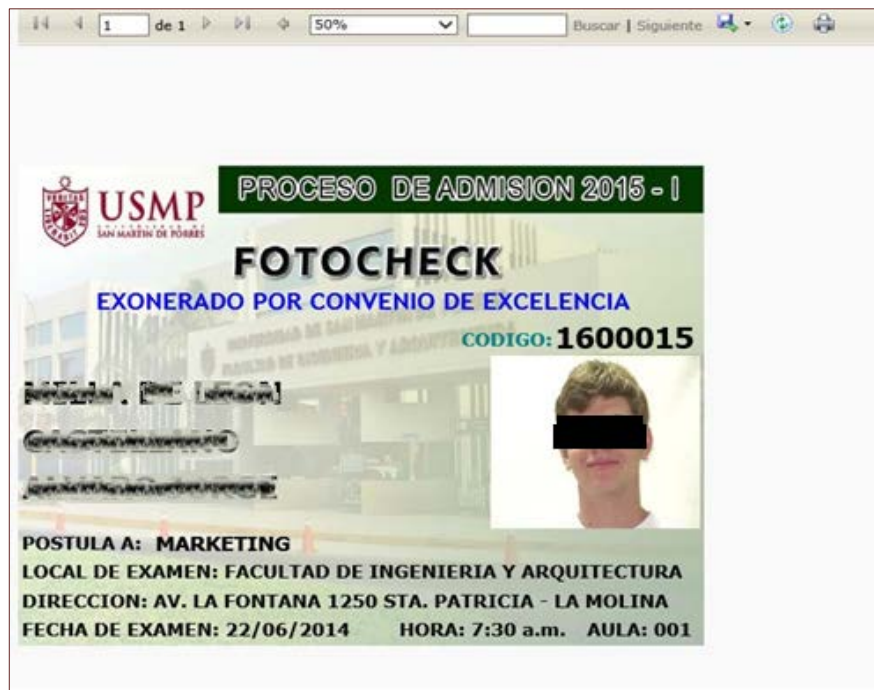 1 de 1 50% Buscar | Siguiente
USMP
UNIVERSIDAD DE
SAN MARTIN DE PORRES
PROCESO DE ADMISION 2015 - I
FOTOCHECK
EXONERADO POR CONVENIO DE EXCELENCIA
CODIGO: 1600015
POSTULA A: MARKETING
LOCAL DE EXAMEN: FACULTAD DE INGENIERIA Y ARQUITECTURA
DIRECCION: AV. LA FONTANA 1250 STA. PATRICIA - LA MOLINA
FECHA DE EXAMEN: 22/06/2014 HORA: 7:30 a.m. AULA: 001